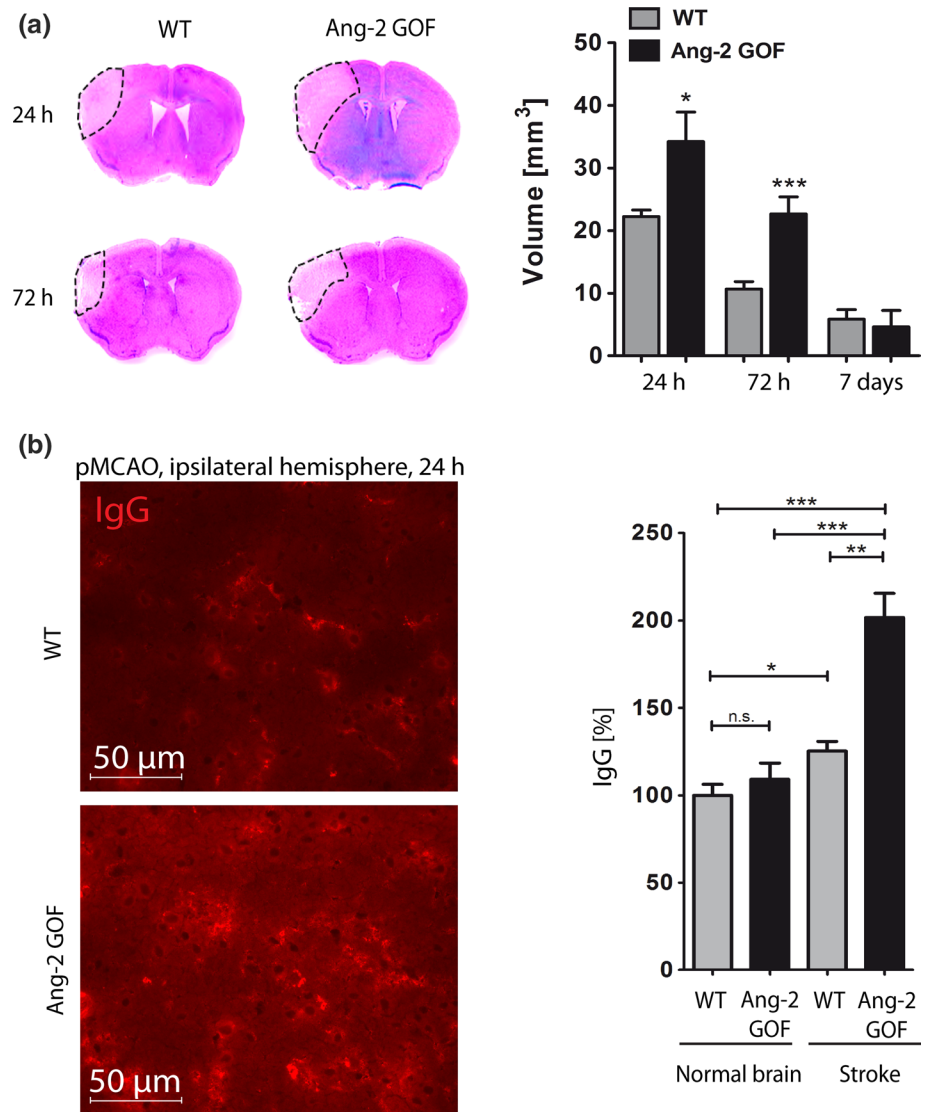 (a)
WT
Ang-2 GOF
24 h
72 h
WT
Ang-2 GOF
Volume [mm³]
50
40
30
20
10
0
*
***
24 h
72 h
7 days
(b)
pMCAO, ipsilateral hemisphere, 24 h
IgG
WT
50 µm
Ang-2 GOF
50 µm
IgG [%]
250
200
150
100
50
0
***
***
**
*
n.s.
WT
Ang-2
GOF
WT
Ang-2
GOF
Normal brain
Stroke